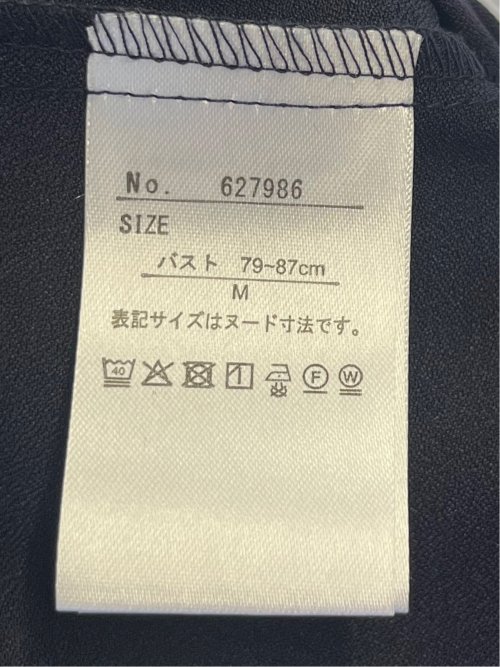 No. 627986
SIZE
バスト 79~87cm
M
表記サイズはヌード寸法です。
40 F W